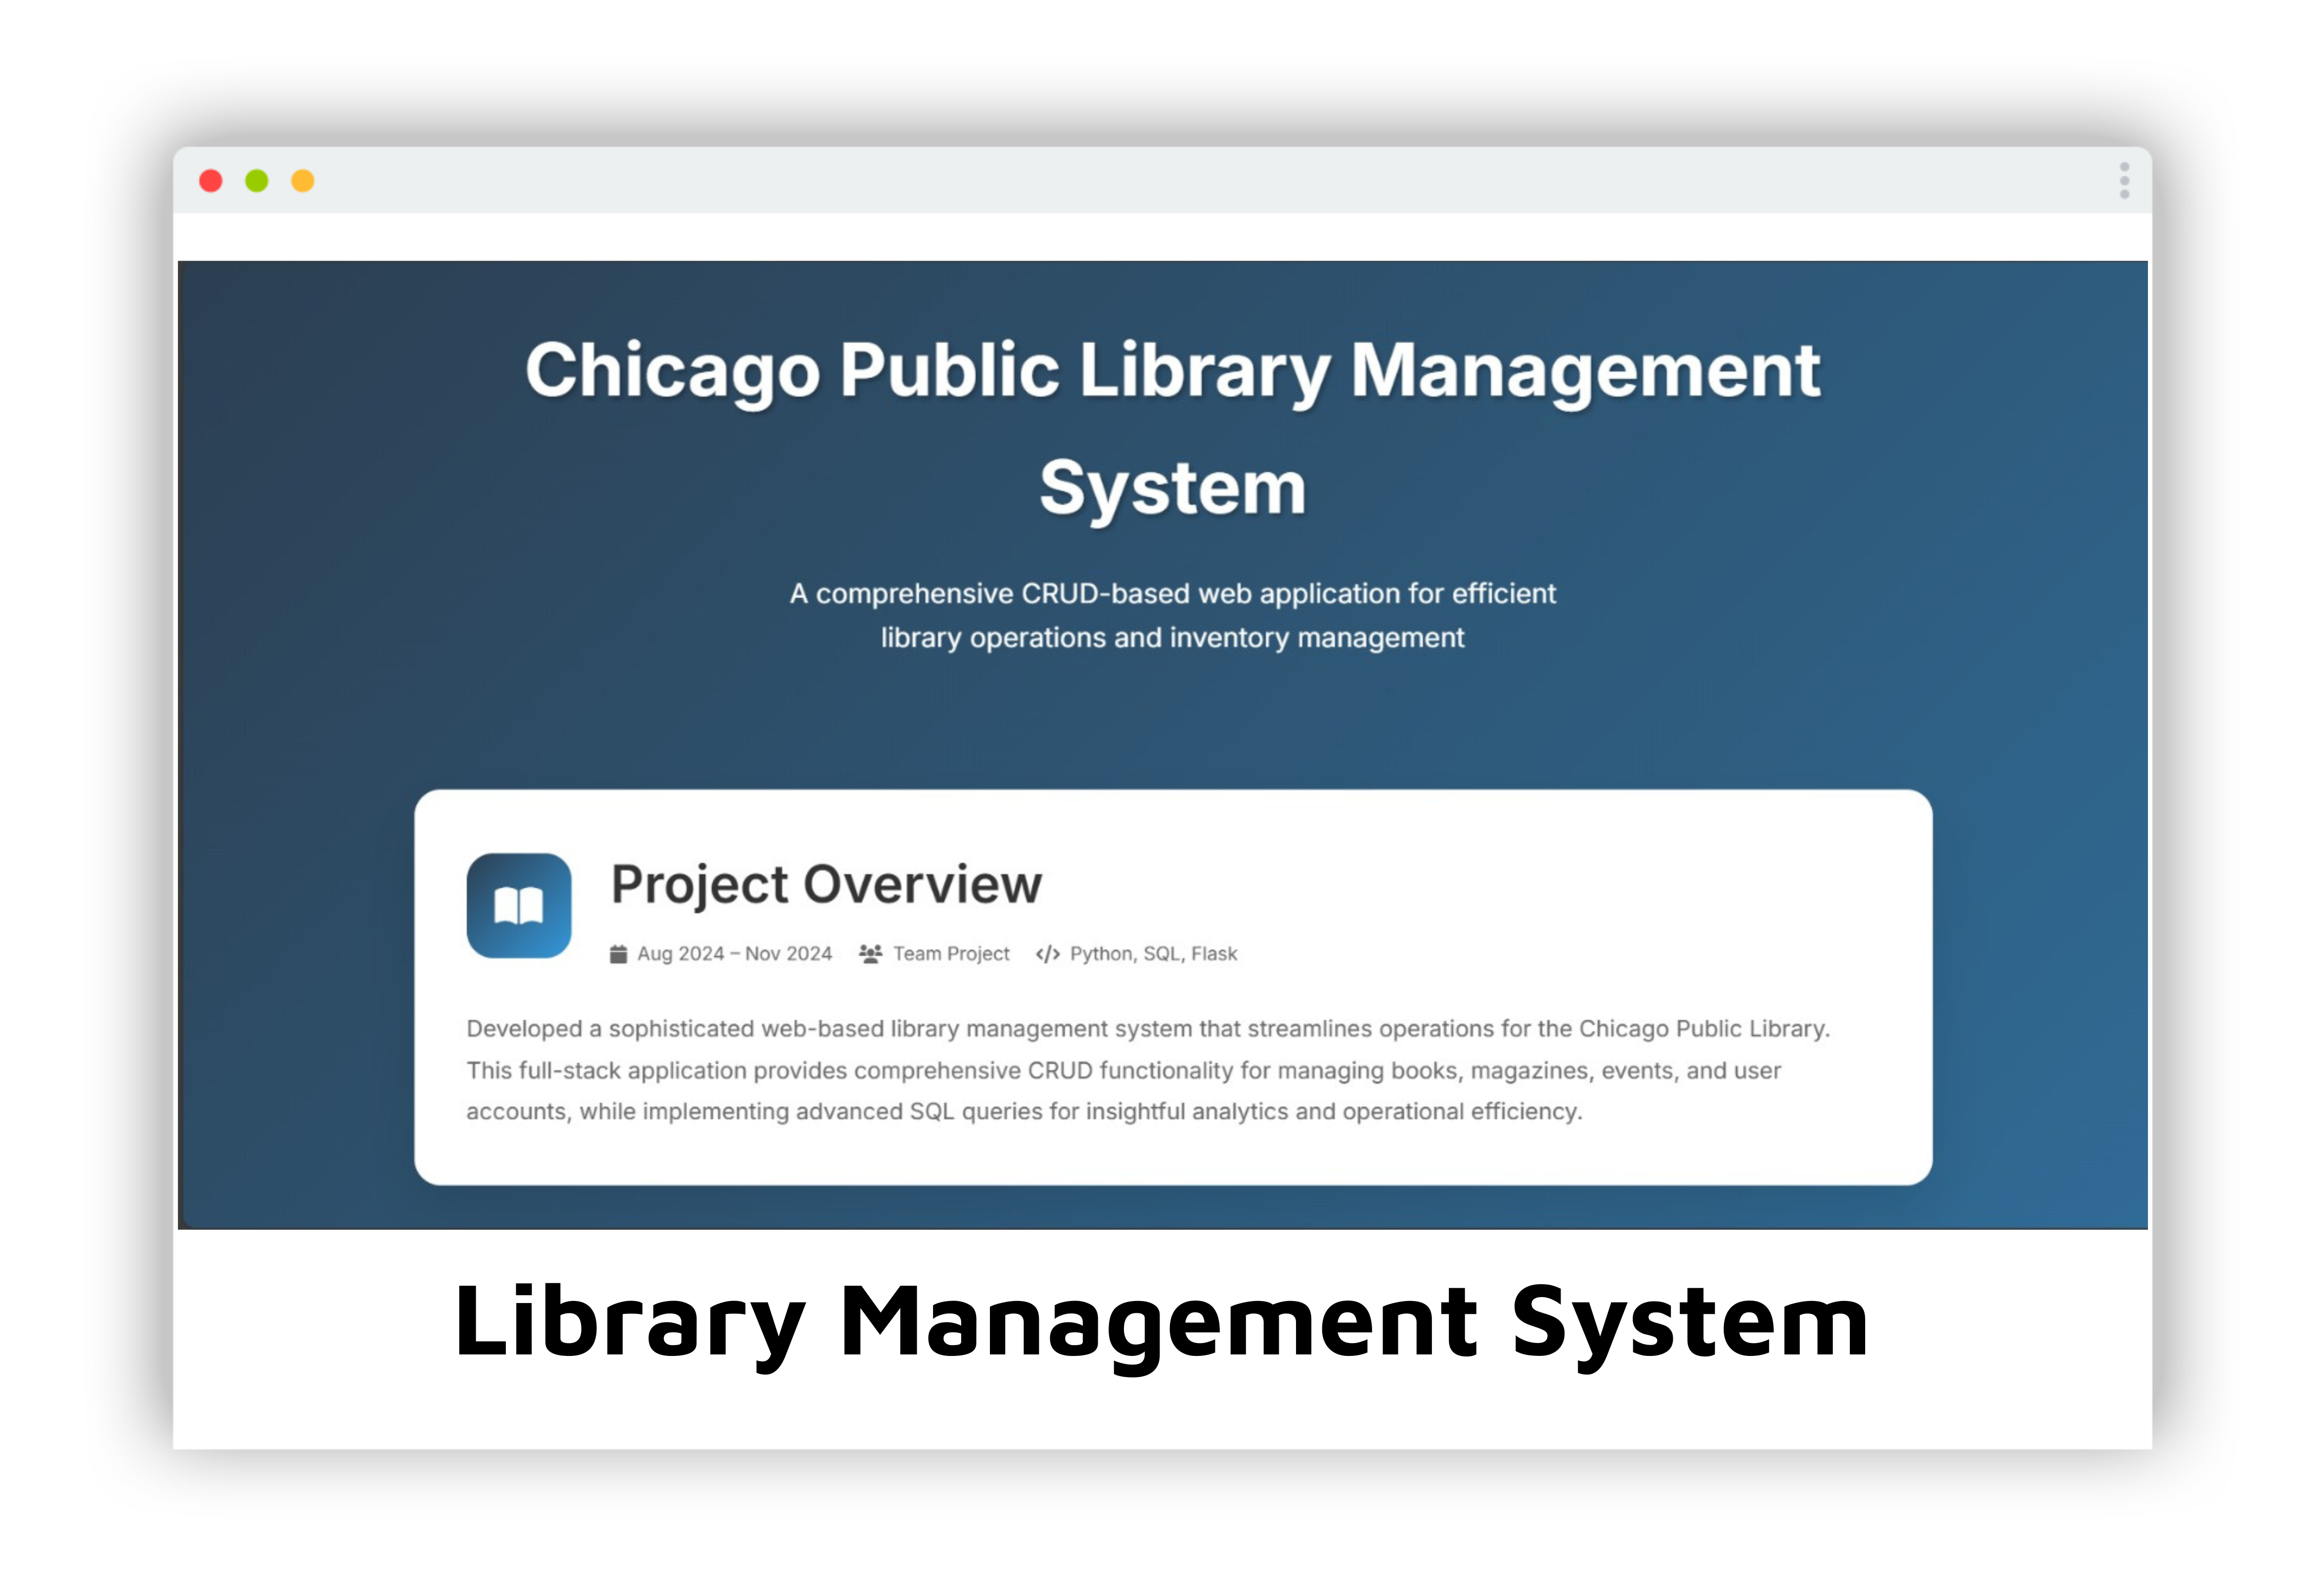 Chicago Public Library Management
System
A comprehensive CRUD-based web application for efficient
library operations and inventory management
Project Overview
Aug 2024 – Nov 2024 Team Project </> Python, SQL, Flask
Developed a sophisticated web-based library management system that streamlines operations for the Chicago Public Library.
This full-stack application provides comprehensive CRUD functionality for managing books, magazines, events, and user
accounts, while implementing advanced SQL queries for insightful analytics and operational efficiency.
Library Management System